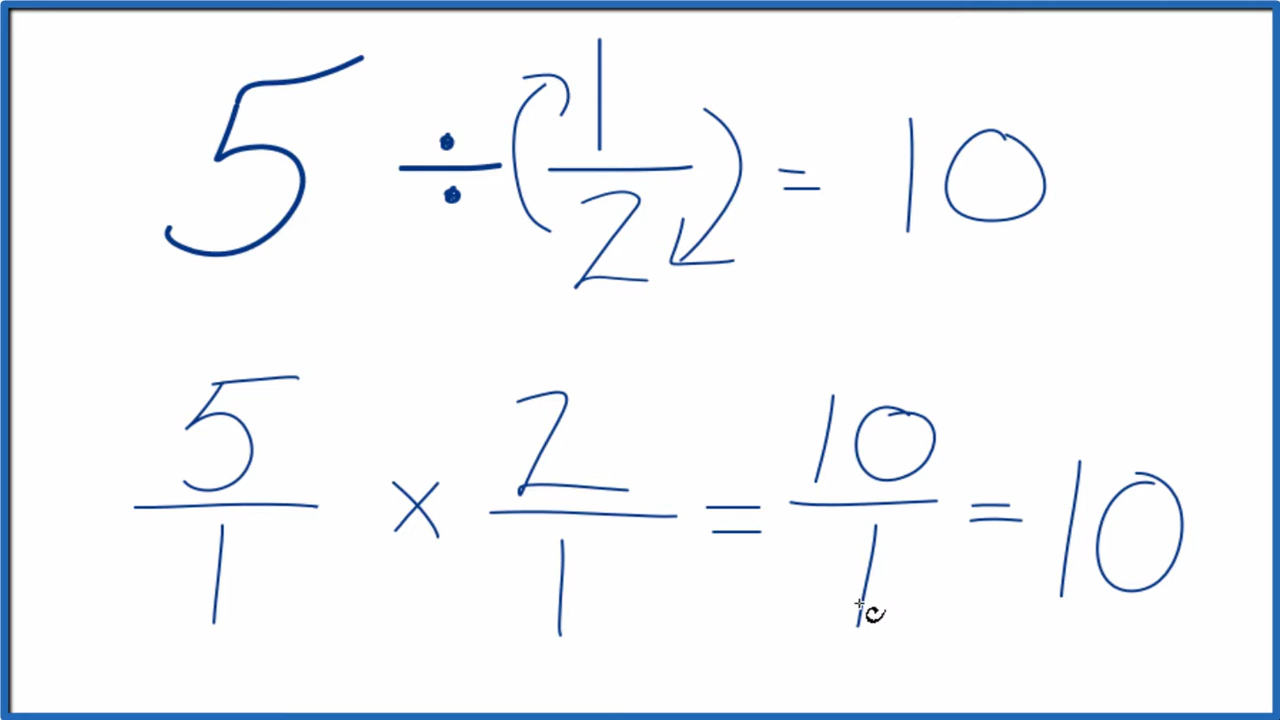 5 ÷ 1/2 = 10
5/1 × 2/1 = 10/1 = 10